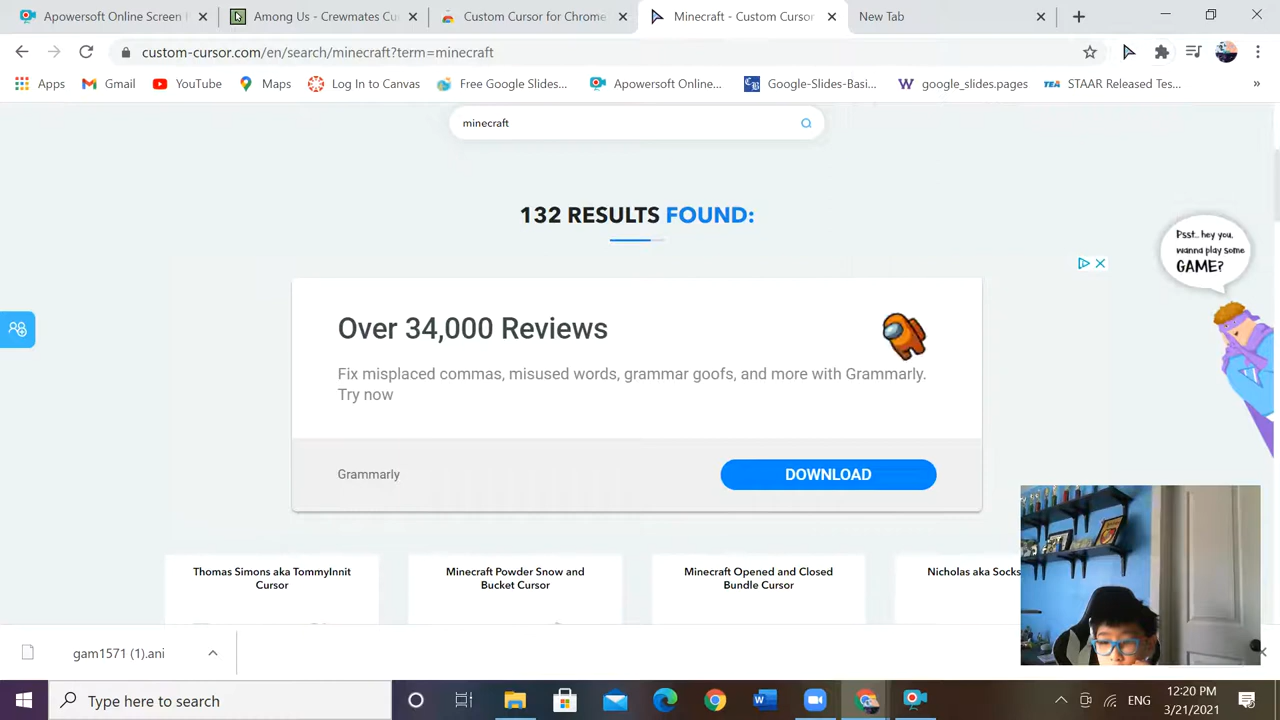 Apowersoft Online Screen
Among Us - Crewmates Cu
Custom Cursor for Chrome
Minecraft - Custom Cursor
New Tab
custom-cursor.com/en/search/minecraft?term=minecraft
Apps
Gmail
YouTube
Maps
Log In to Canvas
Free Google Slides...
Apowersoft Online...
Google-Slides-Basi...
google_slides.pages
TEA
STAAR Released Tes...
»
minecraft
132 RESULTS FOUND:
Psst.. hey you,
wanna play some
GAME?
Over 34,000 Reviews
Fix misplaced commas, misused words, grammar goofs, and more with Grammarly.
Try now
Grammarly
DOWNLOAD
Thomas Simons aka TommyInnit
Cursor
Minecraft Powder Snow and
Bucket Cursor
Minecraft Opened and Closed
Bundle Cursor
Nicholas aka Socks
gam1571 (1).ani
Type here to search
ENG
12:20 PM
3/21/2021